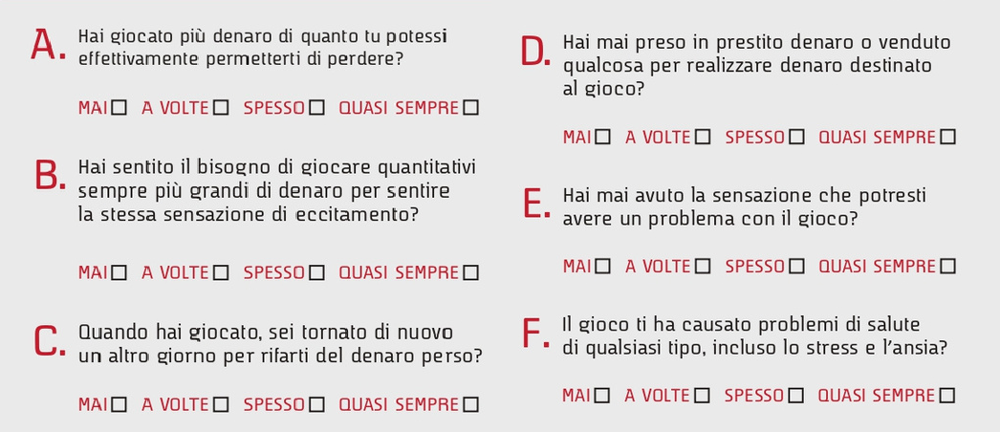 A. Hai giocato più denaro di quanto tu potessi
effettivamente permetterti di perdere?
MAI □ A VOLTE □ SPESSO □ QUASI SEMPRE □
B. Hai sentito il bisogno di giocare quantitativi
sempre più grandi di denaro per sentire
la stessa sensazione di eccitamento?
MAI □ A VOLTE □ SPESSO □ QUASI SEMPRE □
C. Quando hai giocato, sei tornato di nuovo
un altro giorno per rifarti del denaro perso?
MAI □ A VOLTE □ SPESSO □ QUASI SEMPRE □
D. Hai mai preso in prestito denaro o venduto
qualcosa per realizzare denaro destinato
al gioco?
MAI □ A VOLTE □ SPESSO □ QUASI SEMPRE □
E. Hai mai avuto la sensazione che potresti
avere un problema con il gioco?
MAI □ A VOLTE □ SPESSO □ QUASI SEMPRE □
F. Il gioco ti ha causato problemi di salute
di qualsiasi tipo, incluso lo stress e l’ansia?
MAI □ A VOLTE □ SPESSO □ QUASI SEMPRE □